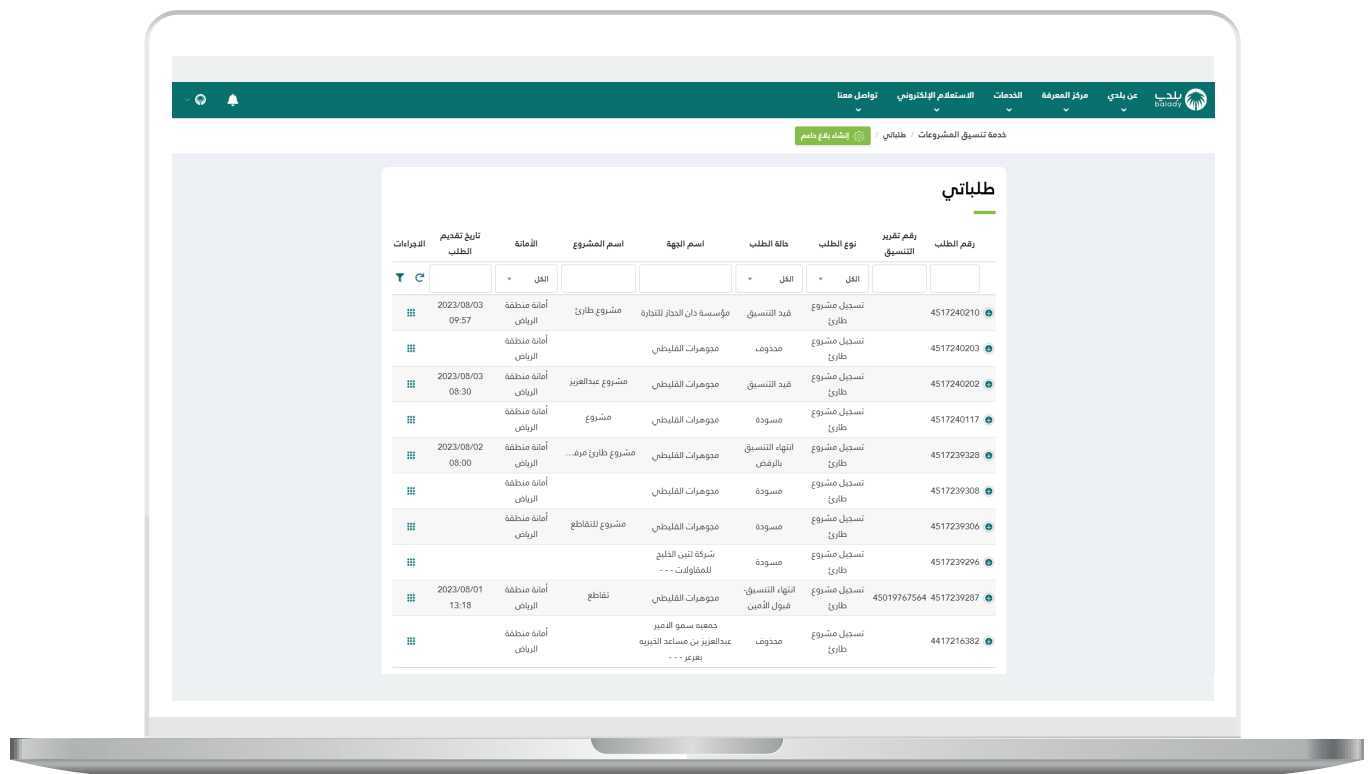 بلدي
balady
عن بلدي
مركز المعرفة
الخدمات
الاستعلام الإلكتروني
تواصل معنا
خدمة تنسيق المشروعات / طلباتي / إنشاء بلاغ داعم
طلباتي
رقم الطلب
رقم تقرير
التنسيق
نوع الطلب
حالة الطلب
اسم الجهة
اسم المشروع
الأمانة
تاريخ تقديم
الطلب
الاجراءات
الكل
الكل
الكل
4517240210
تسجيل مشروع
طارئ
قيد التنسيق
مؤسسة دان الحجاز للتجارة
مشروع طارئ
أمانة منطقة
الرياض
2023/08/03
09:57
4517240203
تسجيل مشروع
طارئ
محذوف
مجوهرات القليطي
أمانة منطقة
الرياض
4517240202
تسجيل مشروع
طارئ
قيد التنسيق
مجوهرات القليطي
مشروع عبدالعزيز
أمانة منطقة
الرياض
2023/08/03
08:30
4517240117
تسجيل مشروع
طارئ
مسودة
مجوهرات القليطي
مشروع
أمانة منطقة
الرياض
4517239328
تسجيل مشروع
طارئ
انتهاء التنسيق
بالرفض
مجوهرات القليطي
مشروع طارئ مرف...
أمانة منطقة
الرياض
2023/08/02
08:00
4517239308
تسجيل مشروع
طارئ
مسودة
مجوهرات القليطي
أمانة منطقة
الرياض
4517239306
تسجيل مشروع
طارئ
مسودة
مجوهرات القليطي
مشروع للتقاطع
أمانة منطقة
الرياض
4517239296
تسجيل مشروع
طارئ
مسودة
شركة لتين الخليج
للمقاولات - - -
4517239287
45019767564
تسجيل مشروع
طارئ
انتهاء التنسيق-
قبول الأمين
مجوهرات القليطي
تقاطع
أمانة منطقة
الرياض
2023/08/01
13:18
4417216382
تسجيل مشروع
طارئ
محذوف
جمعيه سمو الامير
عبدالعزيز بن مساعد الخيريه
بعرعر - - -
أمانة منطقة
الرياض